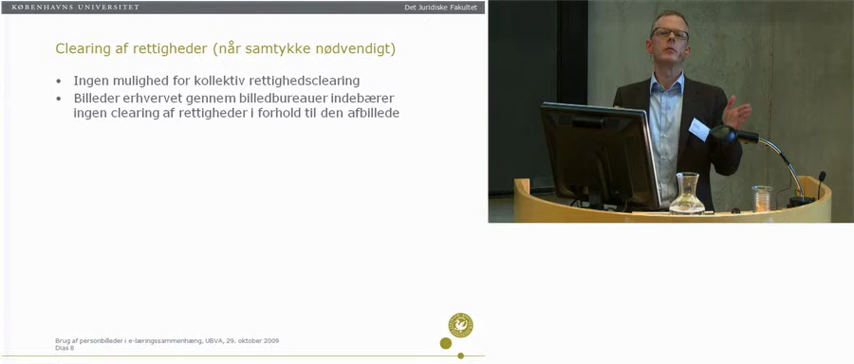 KØBENHAVNS UNIVERSITET
Det Juridiske Fakultet
Clearing af rettigheder (når samtykke nødvendigt)
• Ingen mulighed for kollektiv rettighedsclearing
• Billeder erhvervet gennem billedbureauer indebærer
ingen clearing af rettigheder i forhold til den afbillede
Brug af personbilleder i e-læringssammenhæng, UBVA, 29. oktober 2009
Dias 8